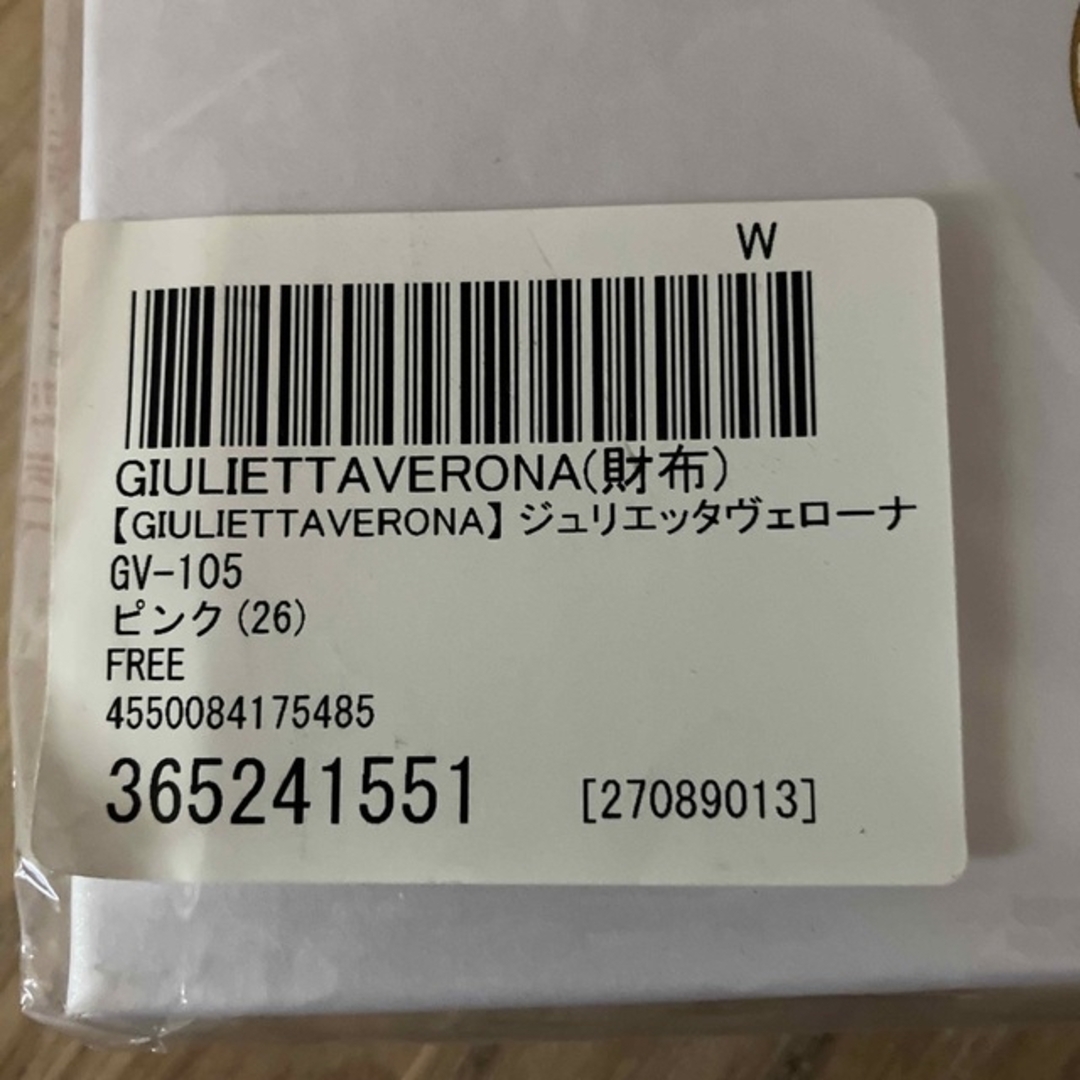 W
GIULIETTAVERONA(財布)
【GIULIETTAVERONA】ジュリエッタヴェローナ
GV-105
ピンク(26)
FREE
4550084175485
365241551 [27089013]